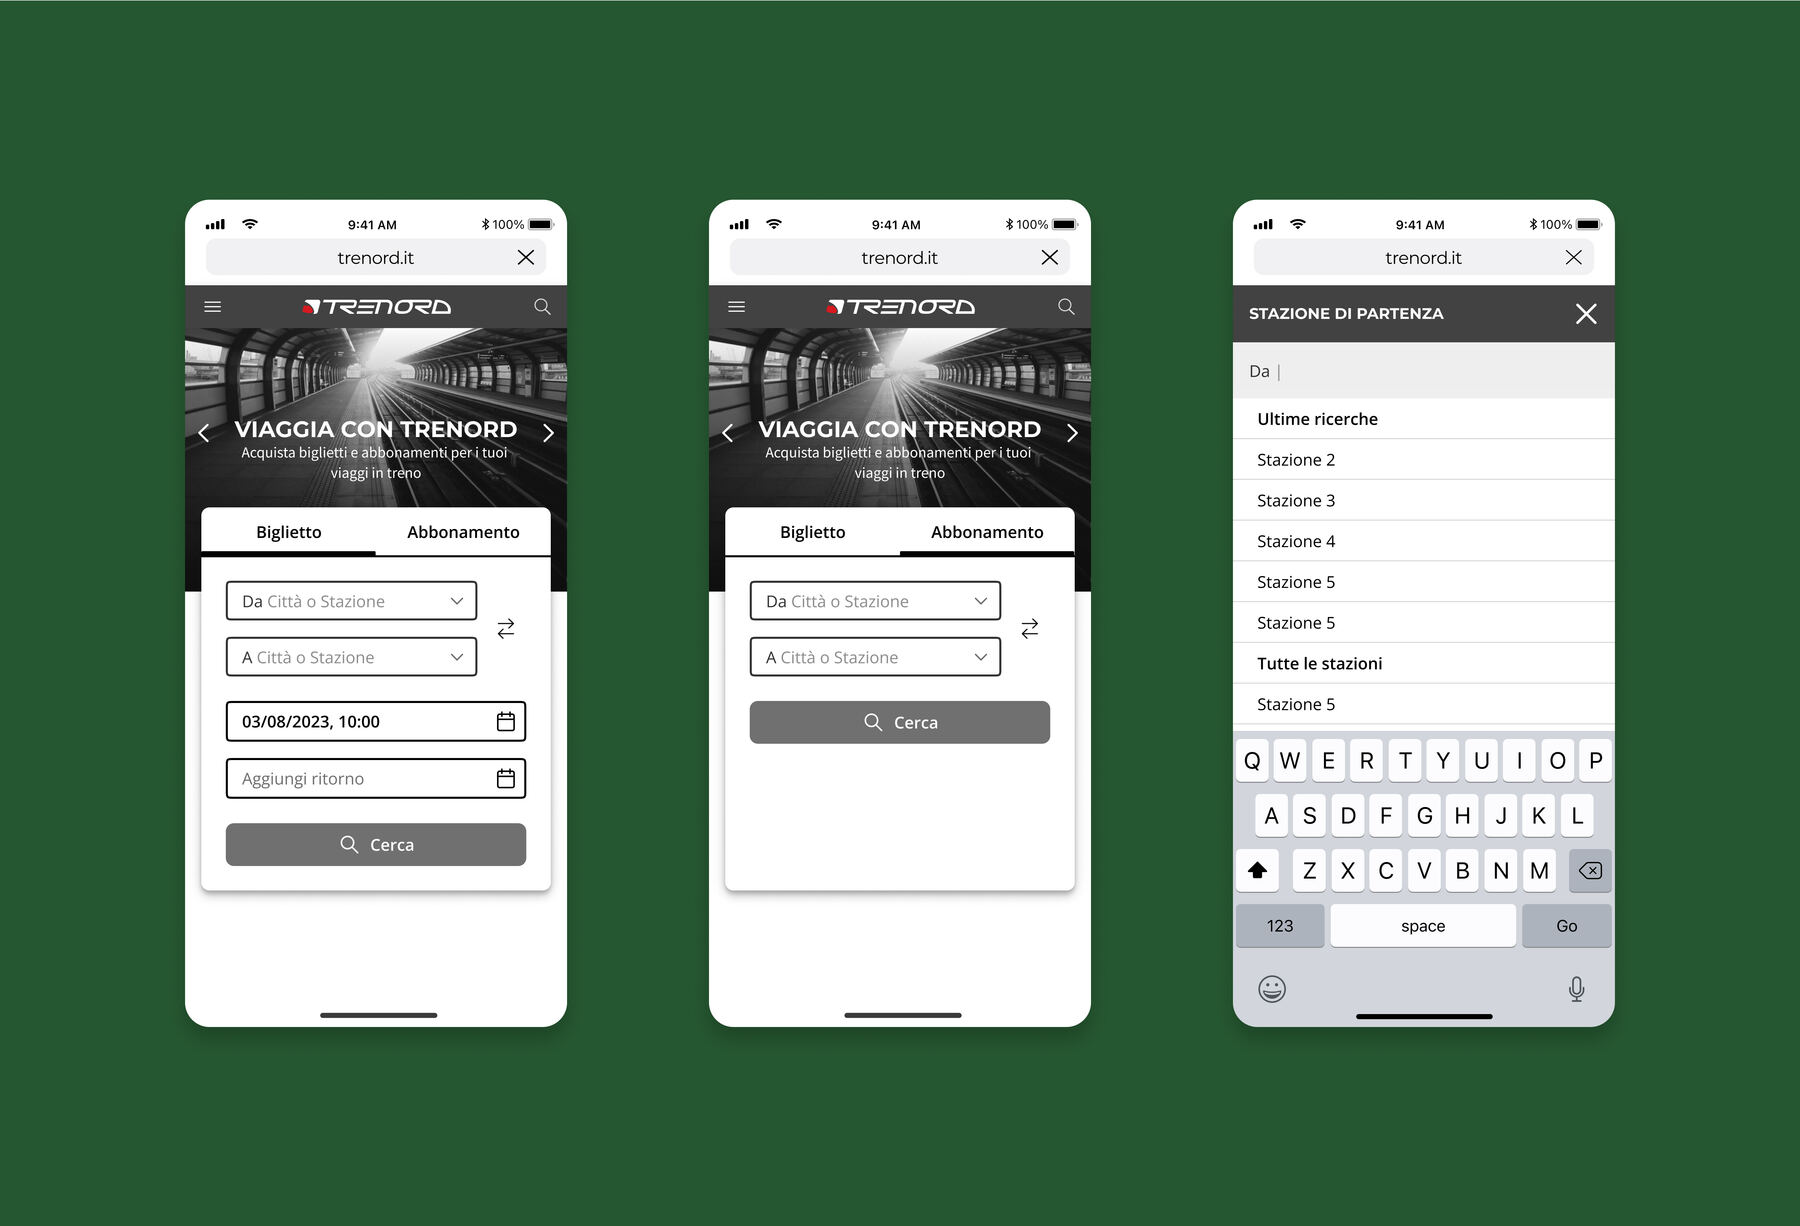 9:41 AM
100%
trenord.it
TRENORD
VIAGGIA CON TRENORD
Acquista biglietti e abbonamenti per i tuoi
viaggi in treno
Biglietto Abbonamento
Da Città o Stazione
A Città o Stazione
03/08/2023, 10:00
Aggiungi ritorno
Cerca
9:41 AM
100%
trenord.it
TRENORD
VIAGGIA CON TRENORD
Acquista biglietti e abbonamenti per i tuoi
viaggi in treno
Biglietto Abbonamento
Da Città o Stazione
A Città o Stazione
Cerca
9:41 AM
100%
trenord.it
STAZIONE DI PARTENZA
Da
Ultime ricerche
Stazione 2
Stazione 3
Stazione 4
Stazione 5
Stazione 5
Tutte le stazioni
Stazione 5
Q W E R T Y U I O P
A S D F G H J K L
Z X C V B N M
123 space Go